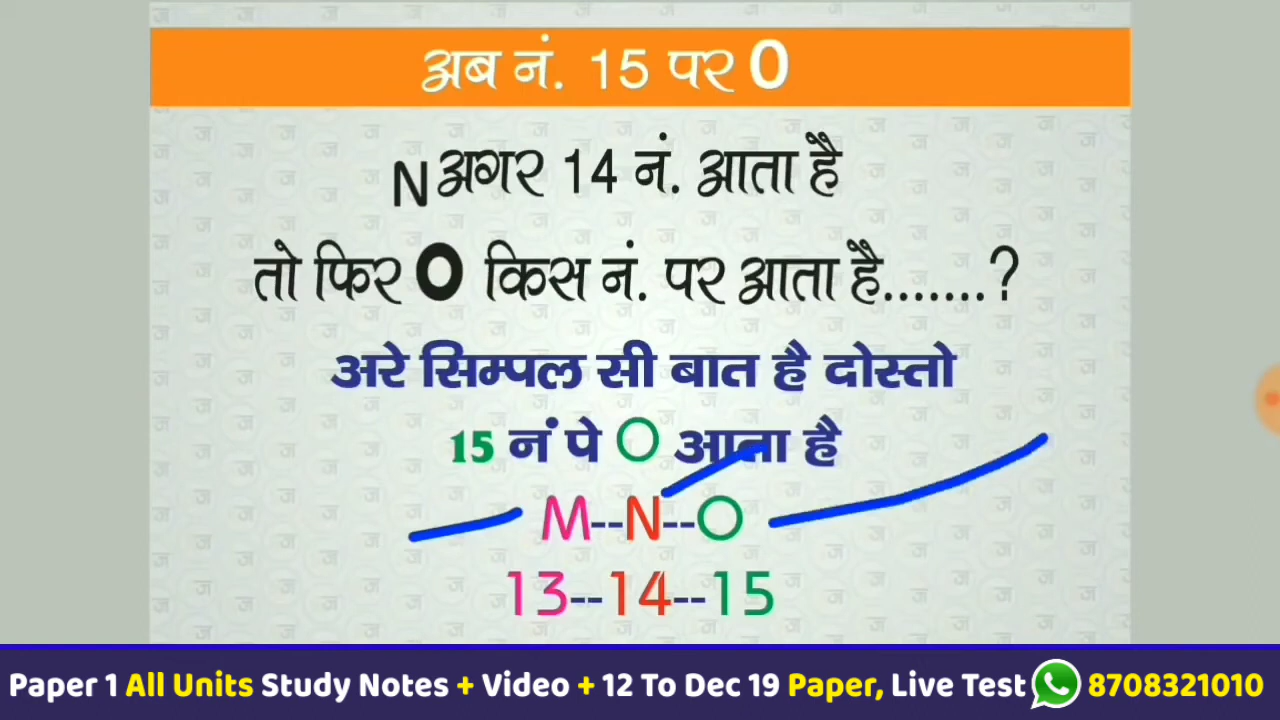 अब नं. 15 पर O
N अगर 14 नं. आता है
तो फिर O किस नं. पर आता है.......?
अरे सिम्पल सी बात है दोस्तो
15 नं पे O आता है
M--N--O
13--14--15
Paper 1 All Units Study Notes + Video + 12 To Dec 19 Paper, Live Test 8708321010